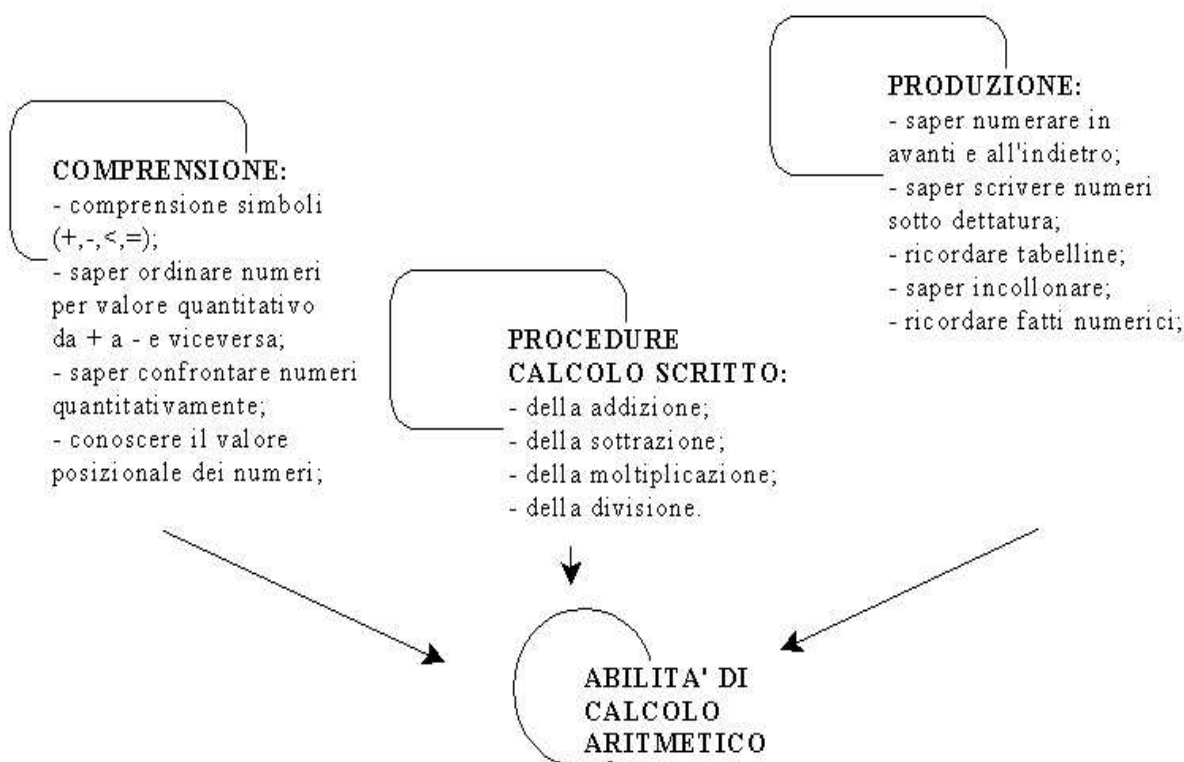 COMPRENSIONE:
- comprensione simboli
(+,-,<,=);
- saper ordinare numeri
per valore quantitativo
da + a - e viceversa;
- saper confrontare numeri
quantitativamente;
- conoscere il valore
posizionale dei numeri;
PROCEDURE
CALCOLO SCRITTO:
- della addizione;
- della sottrazione;
- della moltiplicazione;
- della divisione.
PRODUZIONE:
- saper numerare in
avanti e all'indietro;
- saper scrivere numeri
sotto dettatura;
- ricordare tabelline;
- saper incollonare;
- ricordare fatti numerici;
ABILITA' DI
CALCOLO
ARITMETICO